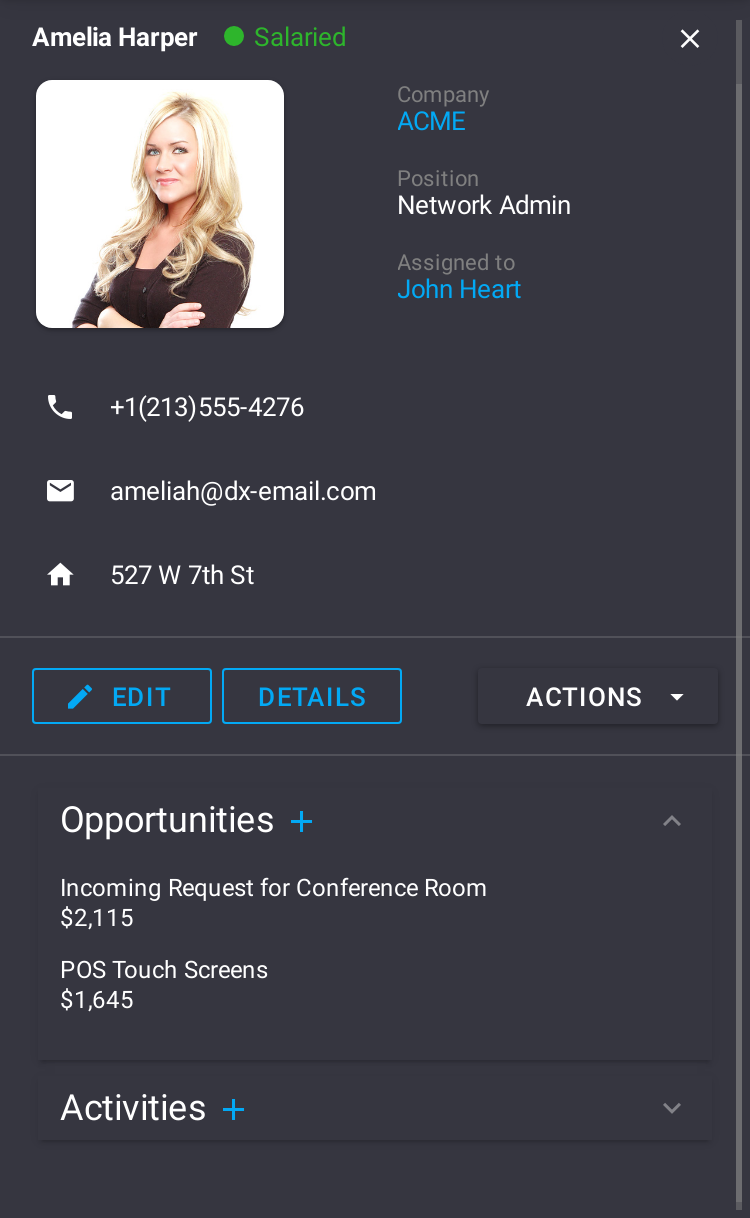 Amelia Harper Salaried
Company
ACME
Position
Network Admin
Assigned to
John Heart
+1(213)555-4276
ameliah@dx-email.com
527 W 7th St
EDIT DETAILS ACTIONS
Opportunities +
Incoming Request for Conference Room
$2,115
POS Touch Screens
$1,645
Activities +